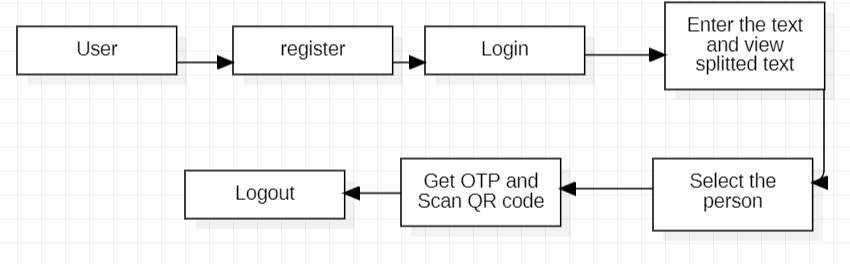 User
register
Login
Enter the text
and view
splitted text
Select the
person
Get OTP and
Scan QR code
Logout